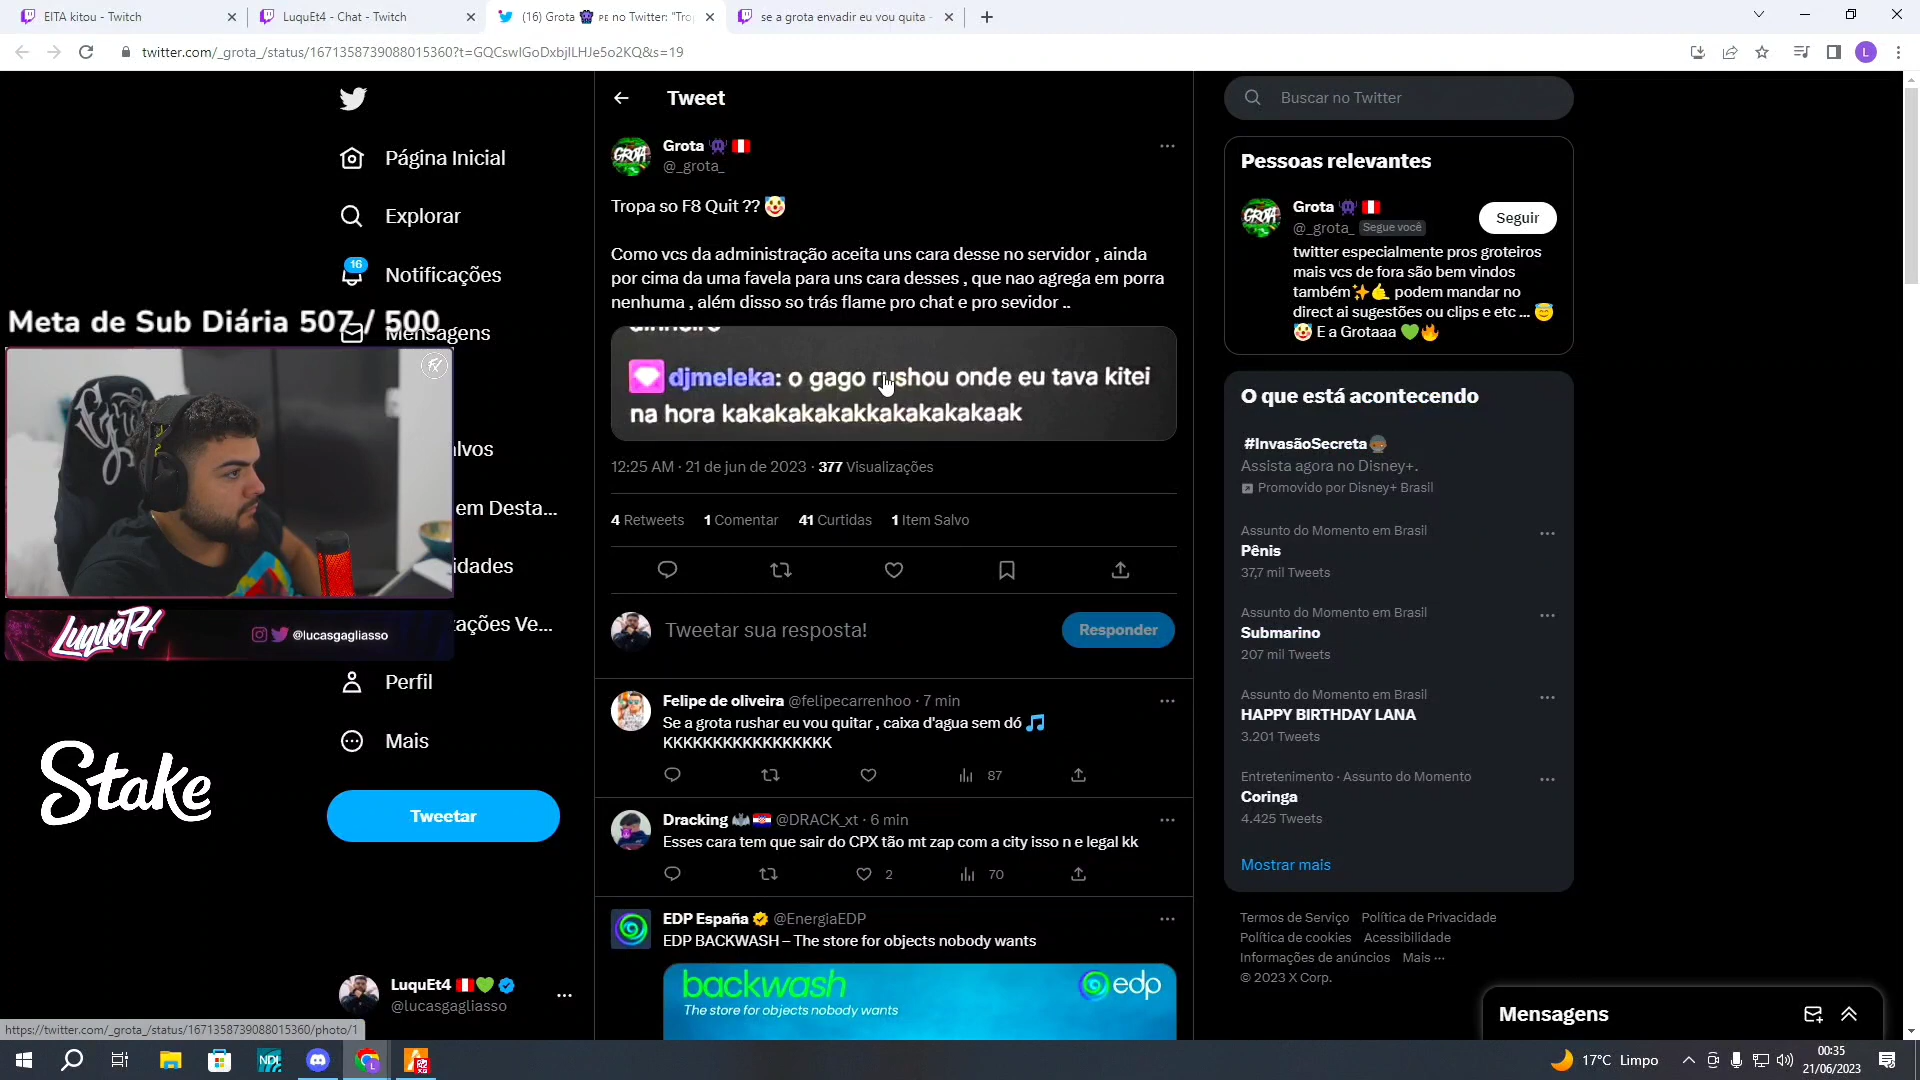 EITA kitou - Twitch
LuquEt4 - Chat - Twitch
(16) Grota 👾 PE no Twitter: "Tro
se a grota envadir eu vou quita -
twitter.com/_grota_/status/1671358739088015360?t=GQCswIGoDxbjlLHJe5o2KQ&s=19
L
Página Inicial
Explorar
16
Notificações
Mensagens
lvos
em Desta...
idades
ações Ve...
Perfil
Mais
Tweetar
LuquEt4 🇵🇪💚
@lucasgagliasso
Meta de Sub Diária 507 / 500
LuqueT4
@lucasgagliasso
Stake
Tweet
GROTA
Grota 👾 🇵🇪
@_grota_
Tropa so F8 Quit ?? 🤡
Como vcs da administração aceita uns cara desse no servidor , ainda
por cima da uma favela para uns cara desses , que nao agrega em porra
nenhuma , além disso so trás flame pro chat e pro sevidor ..
dinheiro
djmeleka: o gago rushou onde eu tava kitei
na hora kakakakakakkakakakakaak
12:25 AM · 21 de jun de 2023 · 377 Visualizações
4 Retweets 1 Comentar 41 Curtidas 1 Item Salvo
Tweetar sua resposta!
Responder
Felipe de oliveira @felipecarrenhoo · 7 min
Se a grota rushar eu vou quitar , caixa d'agua sem dó 🎵
KKKKKKKKKKKKKKKKK
87
Dracking 🦇🇭🇷 @DRACK_xt · 6 min
Esses cara tem que sair do CPX tão mt zap com a city isso n e legal kk
2
70
EDP España @EnergiaEDP
EDP BACKWASH – The store for objects nobody wants
backwash
The store for objects nobody wants
edp
Buscar no Twitter
Pessoas relevantes
GROTA
Grota 👾 🇵🇪
@_grota_ Segue você
Seguir
twitter especialmente pros groteiros
mais vcs de fora são bem vindos
também✨🤙 podem mandar no
direct ai sugestões ou clips e etc ... 😇
🤡 E a Grotaaa 💚🔥
O que está acontecendo
#InvasãoSecreta
Assista agora no Disney+.
Promovido por Disney+ Brasil
Assunto do Momento em Brasil
Pênis
37,7 mil Tweets
Assunto do Momento em Brasil
Submarino
207 mil Tweets
Assunto do Momento em Brasil
HAPPY BIRTHDAY LANA
3.201 Tweets
Entretenimento · Assunto do Momento
Coringa
4.425 Tweets
Mostrar mais
Termos de Serviço Política de Privacidade
Política de cookies Acessibilidade
Informações de anúncios Mais ···
© 2023 X Corp.
Mensagens
https://twitter.com/_grota_/status/1671358739088015360/photo/1
NDI
17°C Limpo
00:35
21/06/2023